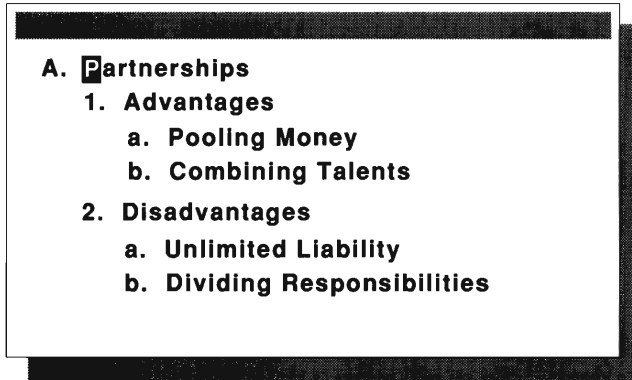 A. Partnerships
1. Advantages
a. Pooling Money
b. Combining Talents
2. Disadvantages
a. Unlimited Liability
b. Dividing Responsibilities